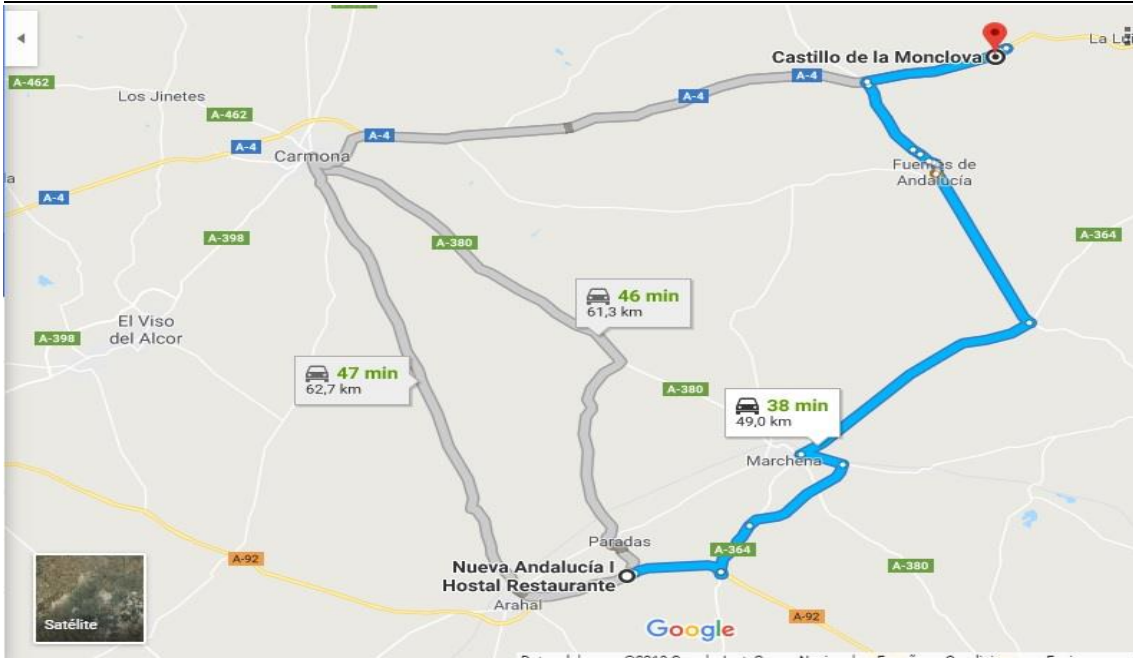 Castillo de la Monclova
A-4
A-462
Los Jinetes
A-4
A-462
A-4
A-4
Carmona
Fuentes de
Andalucía
A-4
A-398
A-380
A-364
46 min
61,3 km
El Viso
del Alcor
A-398
47 min
62,7 km
A-380
38 min
49,0 km
Marchena
Paradas
A-364
A-92
Nueva Andalucía I
Hostal Restaurante
A-380
Arahal
A-92
Satélite
Google